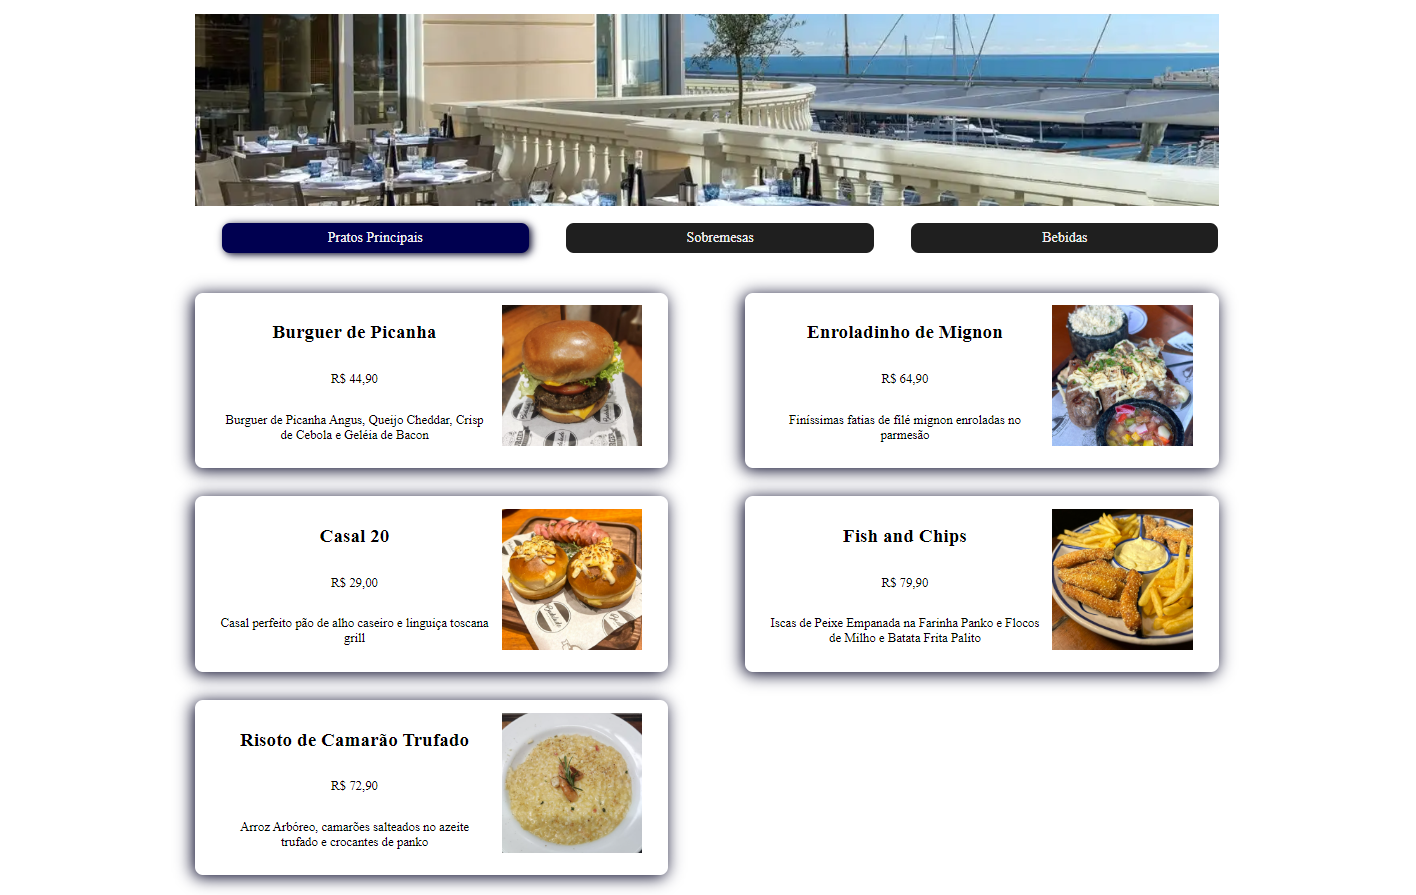 Pratos Principais
Sobremesas
Bebidas
Burguer de Picanha
R$ 44,90
Burguer de Picanha Angus, Queijo Cheddar, Crisp
de Cebola e Geléia de Bacon
Enroladinho de Mignon
R$ 64,90
Finíssimas fatias de filé mignon enroladas no
parmesão
Casal 20
R$ 29,00
Casal perfeito pão de alho caseiro e linguiça toscana
grill
Fish and Chips
R$ 79,90
Iscas de Peixe Empanada na Farinha Panko e Flocos
de Milho e Batata Frita Palito
Risoto de Camarão Trufado
R$ 72,90
Arroz Arbóreo, camarões salteados no azeite
trufado e crocantes de panko